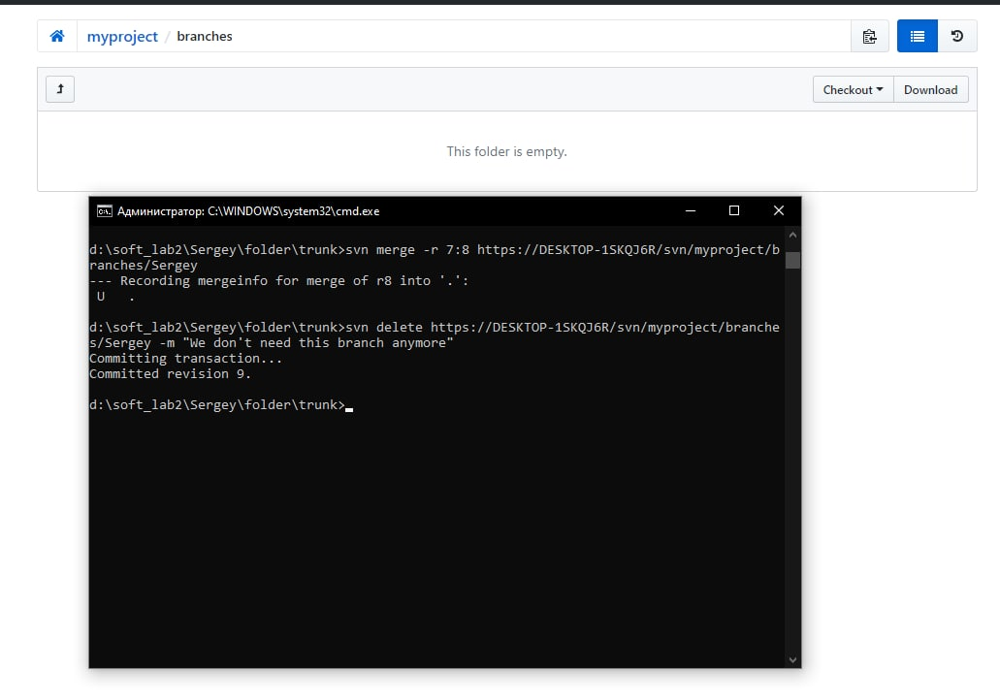 myproject / branches
Checkout Download
This folder is empty.
Администратор: C:\WINDOWS\system32\cmd.exe
d:\soft_lab2\Sergey\folder\trunk>svn merge -r 7:8 https://DESKTOP-1SKQJ6R/svn/myproject/b
ranches/Sergey
--- Recording mergeinfo for merge of r8 into '.':
 U   .
d:\soft_lab2\Sergey\folder\trunk>svn delete https://DESKTOP-1SKQJ6R/svn/myproject/branche
s/Sergey -m "We don't need this branch anymore"
Committing transaction...
Committed revision 9.
d:\soft_lab2\Sergey\folder\trunk>